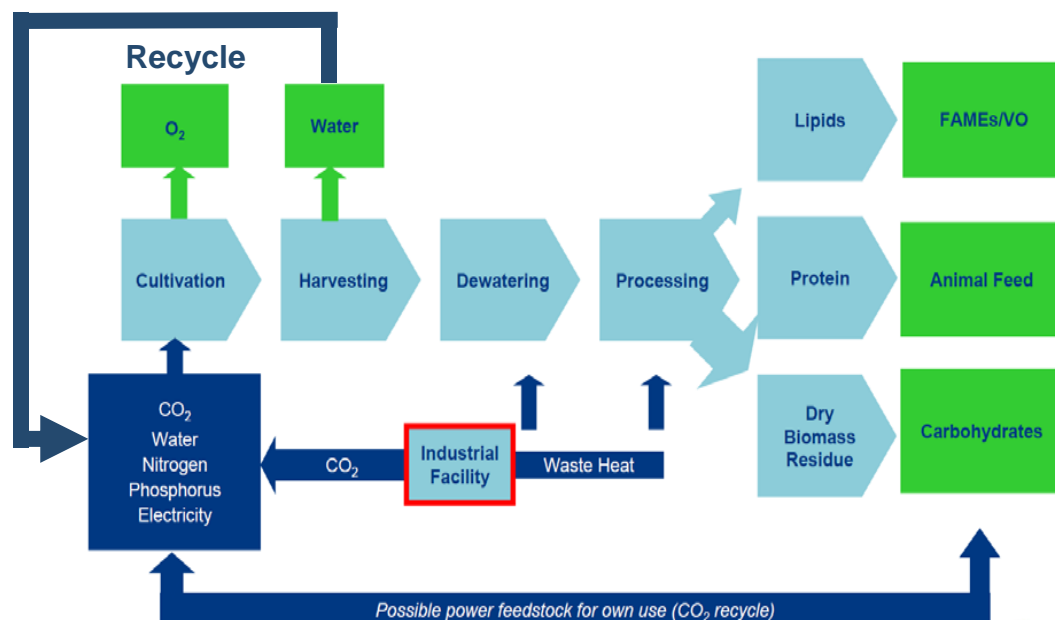 Recycle
O₂
Water
Lipids
FAMEs/VO
Cultivation
Harvesting
Dewatering
Processing
Protein
Animal Feed
CO₂
Water
Nitrogen
Phosphorus
Electricity
CO₂
Industrial
Facility
Waste Heat
Dry
Biomass
Residue
Carbohydrates
Possible power feedstock for own use (CO₂ recycle)